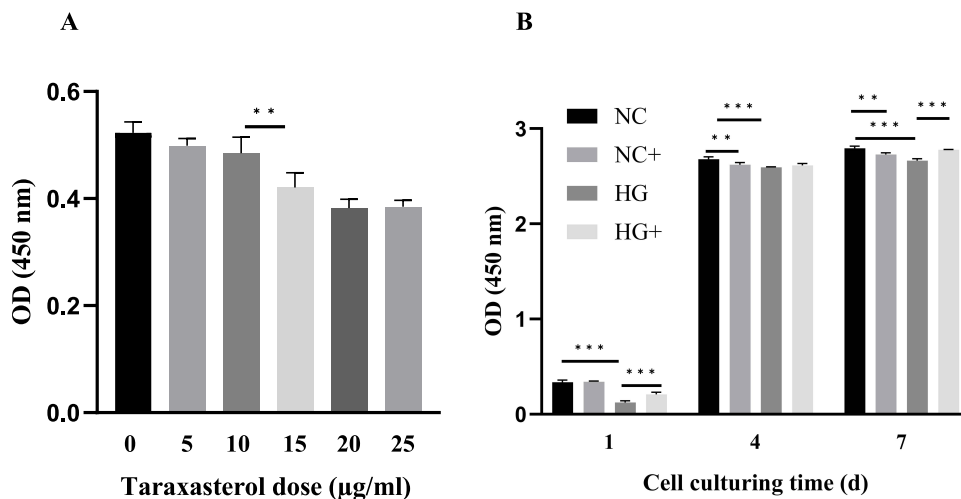 A
OD (450 nm)
0.6
0.4
0.2
0.0
**
0 5 10 15 20 25
Taraxasterol dose (μg/ml)
B
OD (450 nm)
3
2
1
0
NC
NC+
HG
HG+
*** ***
*** **
** ***
***
1 4 7
Cell culturing time (d)